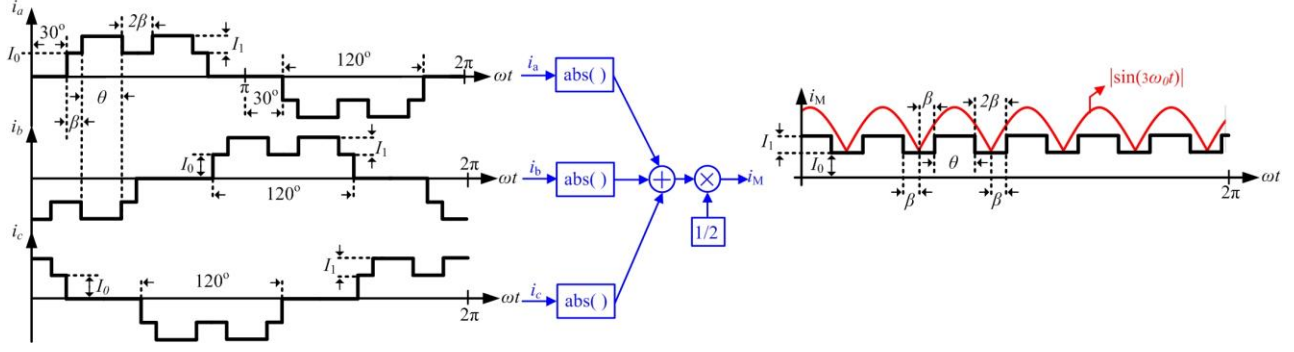 i_a
30°
2β
I_0
I_1
120°
2π
ωt
π
30°
θ
β
i_b
I_0
I_1
2π
ωt
120°
i_c
I_0
120°
I_1
ωt
2π
i_a
abs( )
i_b
abs( )
+
×
i_M
1/2
i_c
abs( )
|sin(3ω_0t)|
i_M
β
2β
I_1
I_0
θ
ωt
β
β
2π